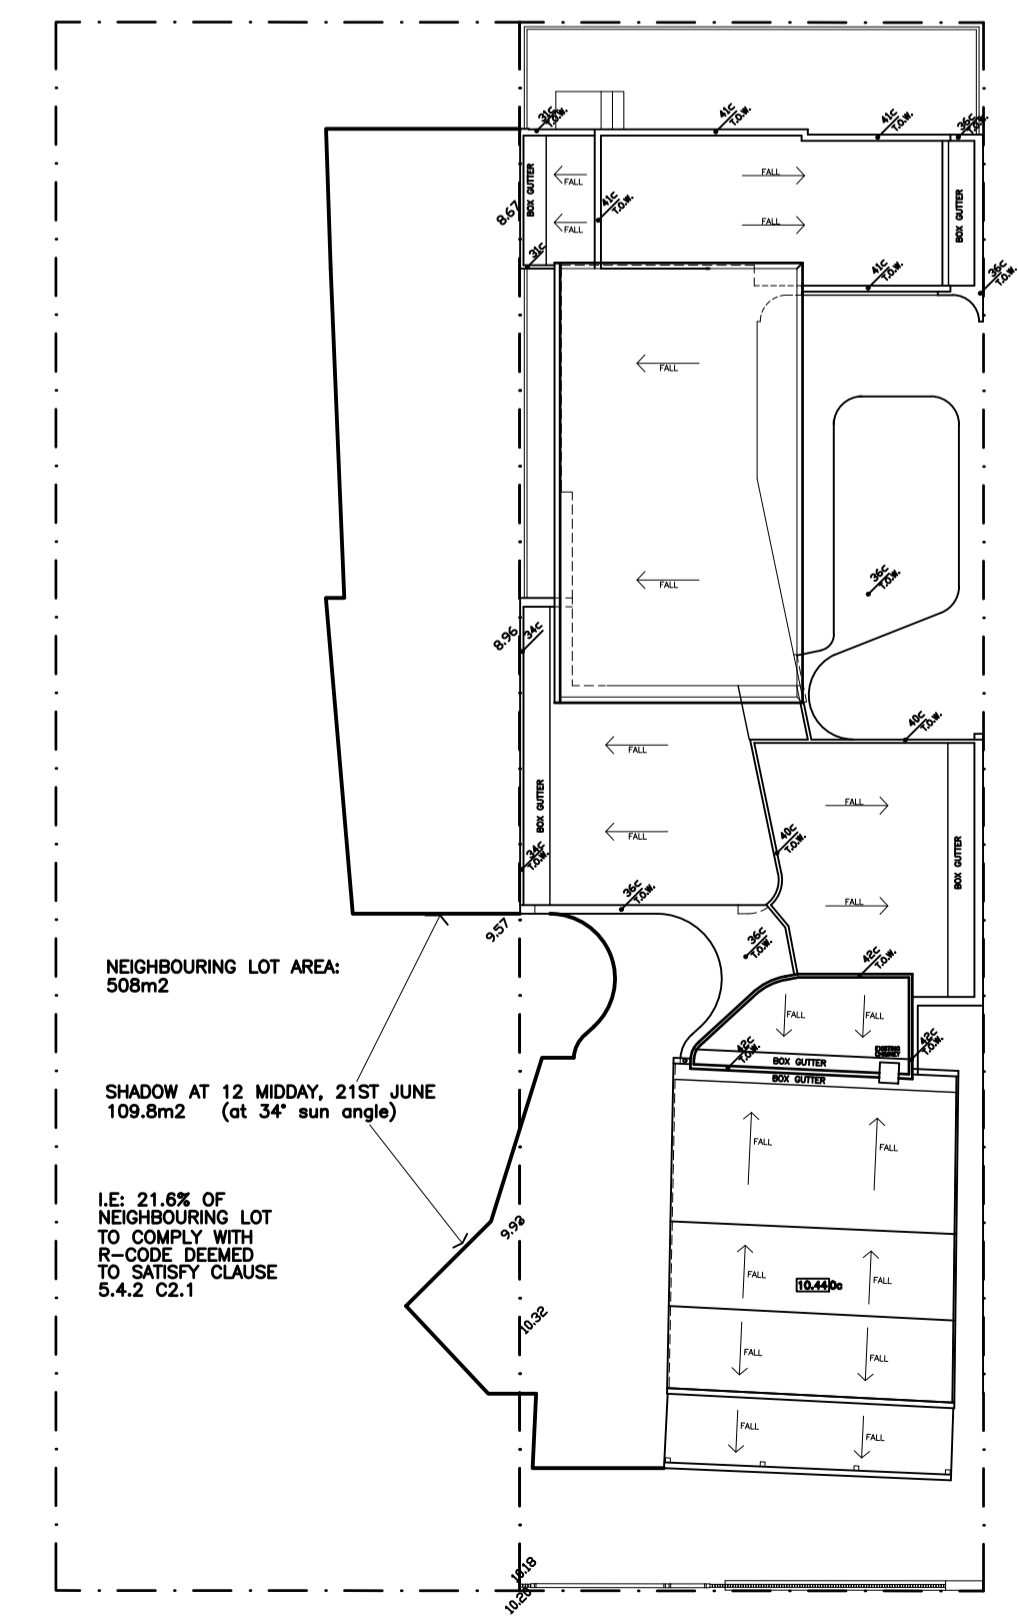 31c
T.O.W.
41c
T.O.W.
41c
T.O.W.
36c
T.O.W.
BOX GUTTER
FALL
FALL
FALL
FALL
BOX GUTTER
8.67
41c
T.O.W.
31c
41c
T.O.W.
36c
T.O.W.
FALL
FALL
36c
T.O.W.
8.96
34c
40c
T.O.W.
FALL
FALL
BOX GUTTER
FALL
FALL
BOX GUTTER
34c
T.O.W.
40c
T.O.W.
36c
T.O.W.
9.57
36c
T.O.W.
42c
T.O.W.
NEIGHBOURING LOT AREA:
508m2
FALL
FALL
42c
T.O.W.
EXISTING
CHIMNEY
42c
T.O.W.
BOX GUTTER
BOX GUTTER
SHADOW AT 12 MIDDAY, 21ST JUNE
109.8m2 (at 34° sun angle)
FALL
FALL
I.E: 21.6% OF
NEIGHBOURING LOT
TO COMPLY WITH
R-CODE DEEMED
TO SATISFY CLAUSE
5.4.2 C2.1
FALL
FALL
10.32
FALL
FALL
FALL
FALL
10.18
10.20